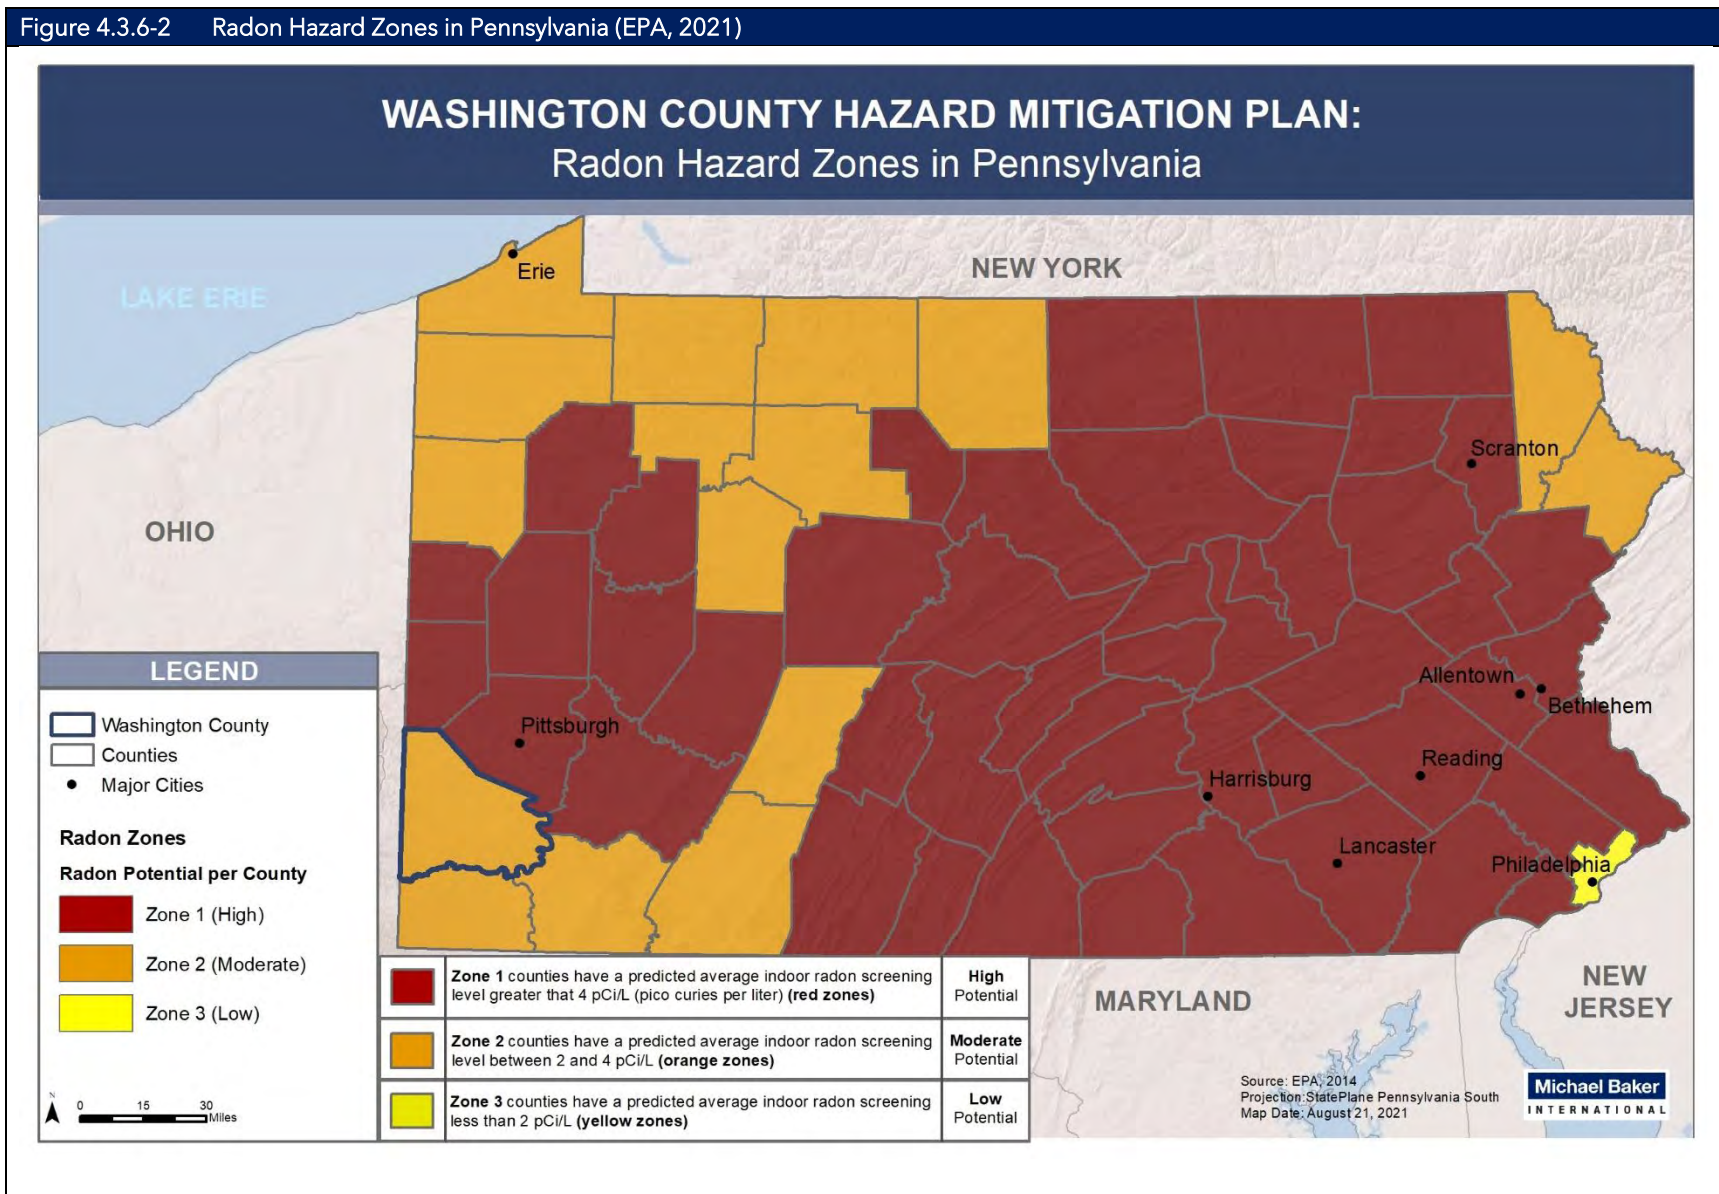 Figure 4.3.6-2 Radon Hazard Zones in Pennsylvania (EPA, 2021)
WASHINGTON COUNTY HAZARD MITIGATION PLAN:
Radon Hazard Zones in Pennsylvania
Erie
NEW YORK
LAKE ERIE
Scranton
OHIO
LEGEND
Washington County
Counties
Major Cities
Radon Zones
Radon Potential per County
Zone 1 (High)
Zone 2 (Moderate)
Zone 3 (Low)
N
0 15 30
Miles
Allentown
Bethlehem
Pittsburgh
Reading
Harrisburg
Lancaster
Philadelphia
Zone 1 counties have a predicted average indoor radon screening
level greater that 4 pCi/L (pico curies per liter) (red zones)
High
Potential
Zone 2 counties have a predicted average indoor radon screening
level between 2 and 4 pCi/L (orange zones)
Moderate
Potential
Zone 3 counties have a predicted average indoor radon screening
less than 2 pCi/L (yellow zones)
Low
Potential
MARYLAND
NEW
JERSEY
Source: EPA, 2014
Projection:StatePlane Pennsylvania South
Map Date: August 21, 2021
Michael Baker
INTERNATIONAL